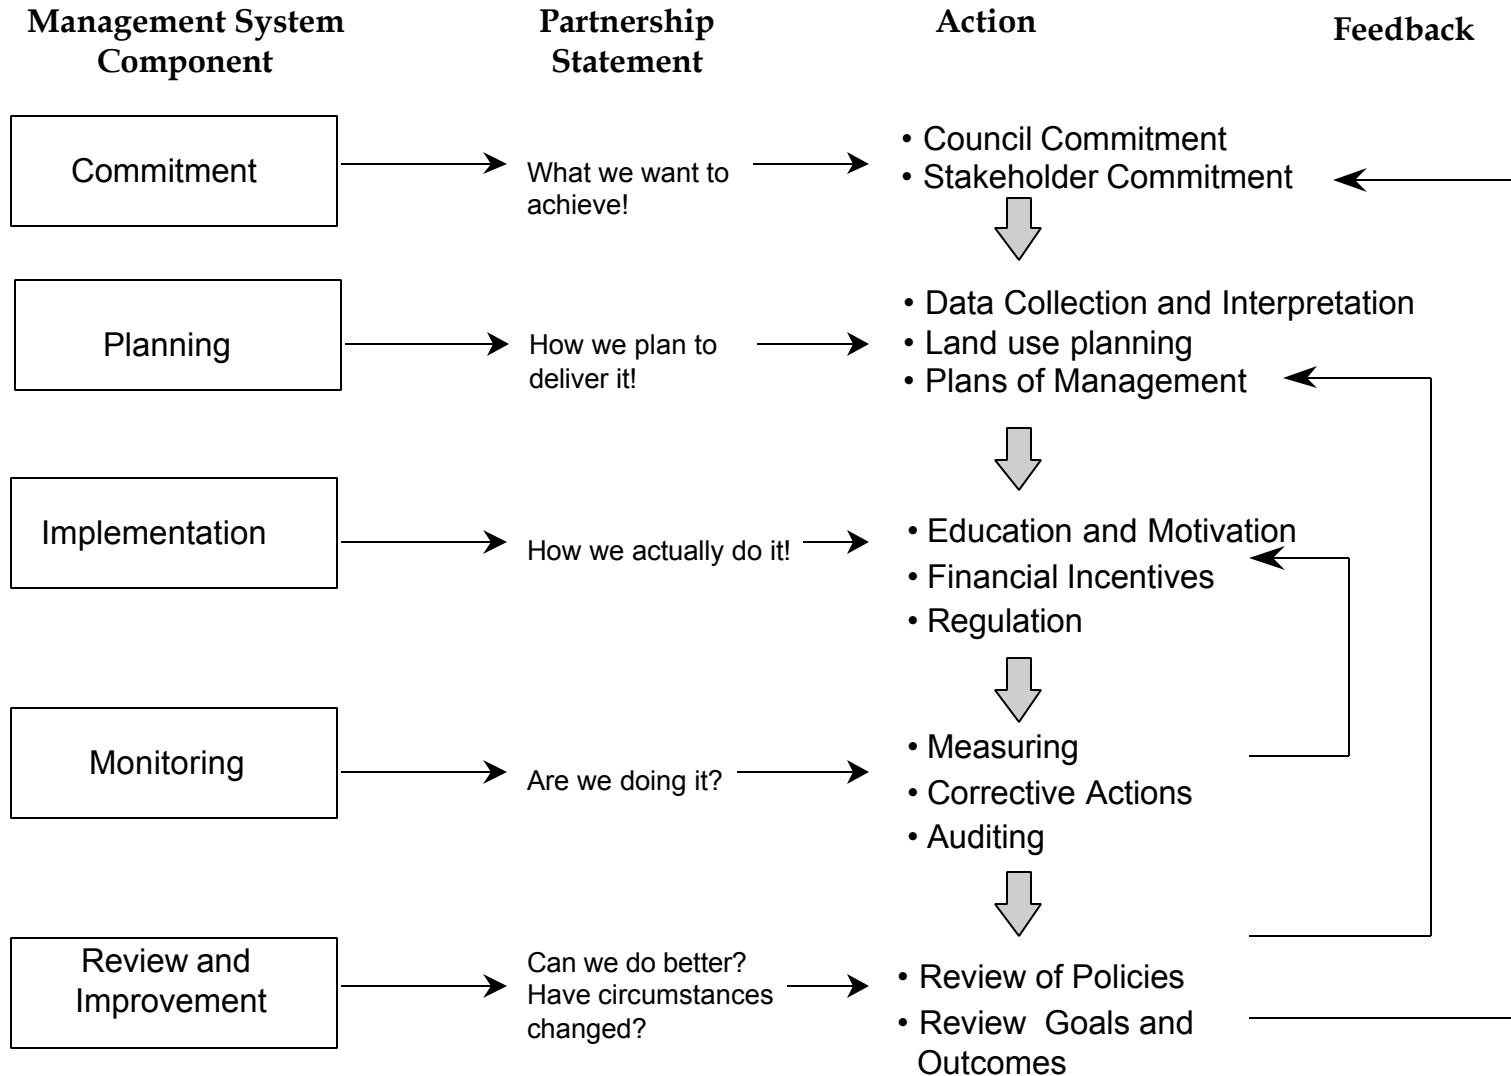 Management System
Component
Partnership
Statement
Action
Feedback
Commitment
What we want to
achieve!
• Council Commitment
• Stakeholder Commitment
Planning
How we plan to
deliver it!
• Data Collection and Interpretation
• Land use planning
• Plans of Management
Implementation
How we actually do it!
• Education and Motivation
• Financial Incentives
• Regulation
Monitoring
Are we doing it?
• Measuring
• Corrective Actions
• Auditing
Review and
Improvement
Can we do better?
Have circumstances
changed?
• Review of Policies
• Review Goals and
Outcomes